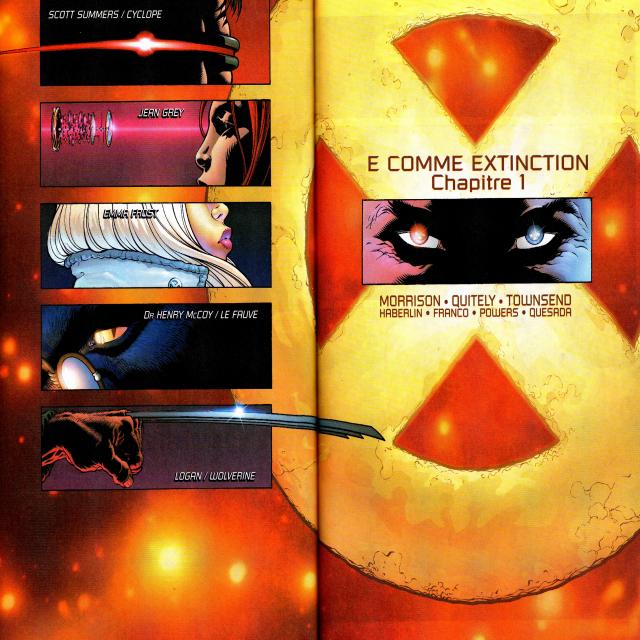 SCOTT SUMMERS / CYCLOPE
JEAN GREY
EMMA FROST
DR HENRY MCCOY / LE FAUVE
LOGAN / WOLVERINE
E COMME EXTINCTION
Chapitre 1
MORRISON • QUITELY • TOWNSEND
HABERLIN • FRANCO • POWERS • QUESADA